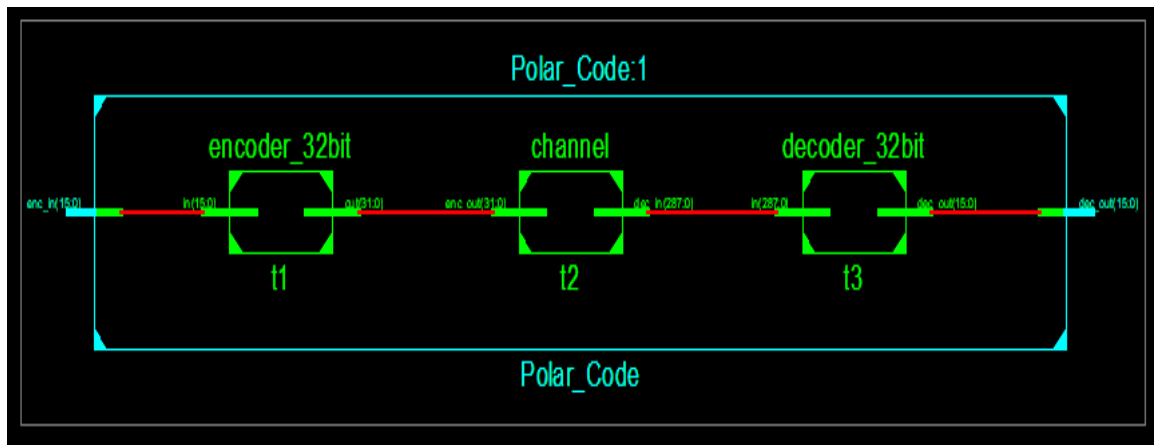 Polar_Code:1
encoder_32bit channel decoder_32bit
enc_in(15:0) in(15:0) out(31:0) enc_out(31:0) dec_in(287:0) in(287:0) dec_out(15:0) dec_out(15:0)
t1 t2 t3
Polar_Code